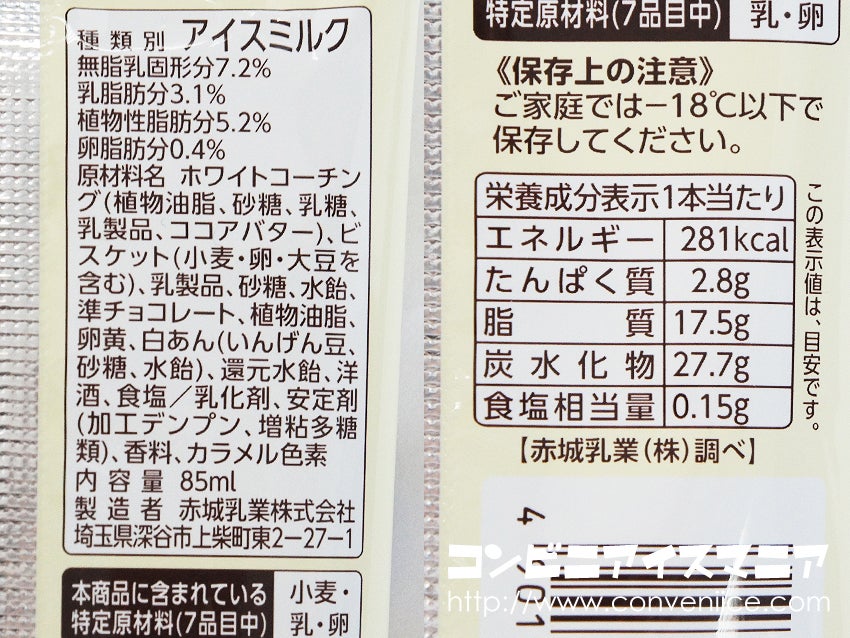 種類別 アイスミルク
無脂乳固形分7.2%
乳脂肪分3.1%
植物性脂肪分5.2%
卵脂肪分0.4%
原材料名 ホワイトコーチン
グ(植物油脂、砂糖、乳糖、
乳製品、ココアバター)、ビ
スケット(小麦・卵・大豆を
含む)、乳製品、砂糖、水飴、
準チョコレート、植物油脂、
卵黄、白あん(いんげん豆、
砂糖、水飴)、還元水飴、洋
酒、食塩／乳化剤、安定剤
(加工デンプン、増粘多糖
類)、香料、カラメル色素
内容量 85ml
製造者 赤城乳業株式会社
埼玉県深谷市上柴町東2-27-1
本商品に含まれている
特定原材料(7品目中)
小麦・
乳・卵
特定原材料(7品目中)
乳・卵
《保存上の注意》
ご家庭では−18℃以下で
保存してください。
栄養成分表示1本当たり
エネルギー 281kcal
たんぱく質 2.8g
脂質 17.5g
炭水化物 27.7g
食塩相当量 0.15g
この表示値は、目安です。
【赤城乳業(株)調べ】
コンビニアイスマニア
http://www.conveniice.com